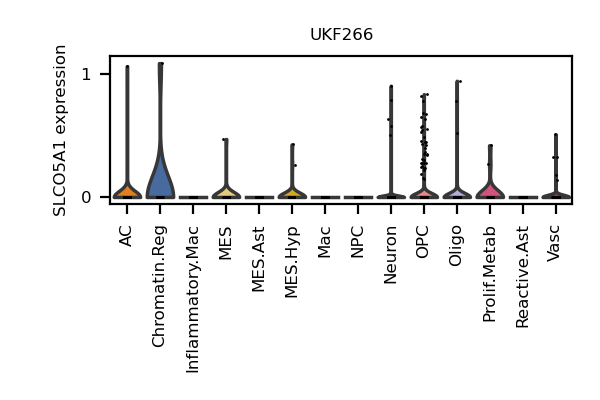 UKF266
SLCO5A1 expression
1
0
AC
Chromatin.Reg
Inflammatory.Mac
MES
MES.Ast
MES.Hyp
Mac
NPC
Neuron
OPC
Oligo
Prolif.Metab
Reactive.Ast
Vasc